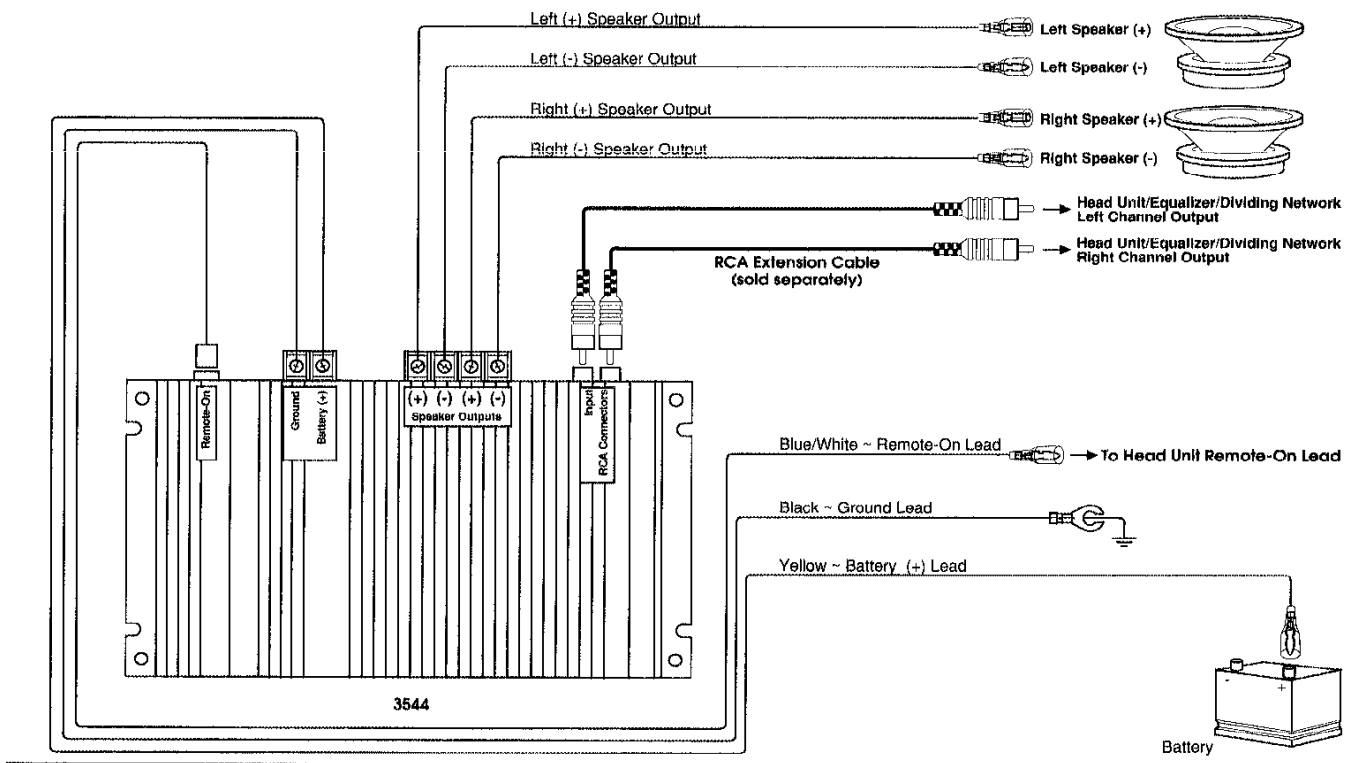 Left (+) Speaker Output
Left Speaker (+)
Left (-) Speaker Output
Left Speaker (-)
Right (+) Speaker Output
Right Speaker (+)
Right (-) Speaker Output
Right Speaker (-)
Head Unit/Equalizer/Dividing Network
Left Channel Output
Head Unit/Equalizer/Dividing Network
Right Channel Output
RCA Extension Cable
(sold separately)
Remote-On
Ground
Battery (+)
(+) (-) (+) (-)
Speaker Outputs
Input
RCA Connectors
Blue/White ~ Remote-On Lead
To Head Unit Remote-On Lead
Black ~ Ground Lead
Yellow ~ Battery (+) Lead
- +
Battery
3544